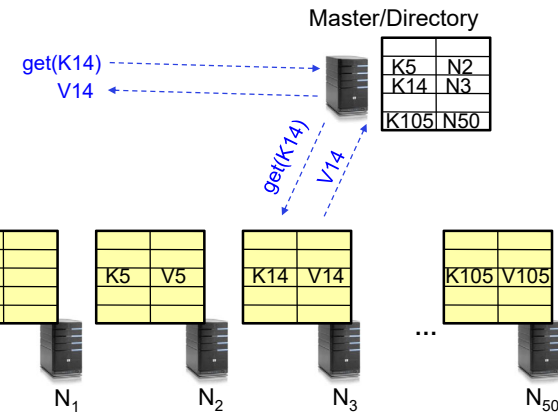 Master/Directory
get(K14)
V14
K5 N2
K14 N3
K105 N50
get(K14)
V14
K5 V5
K14 V14
K105 V105
...
N1
N2
N3
N50